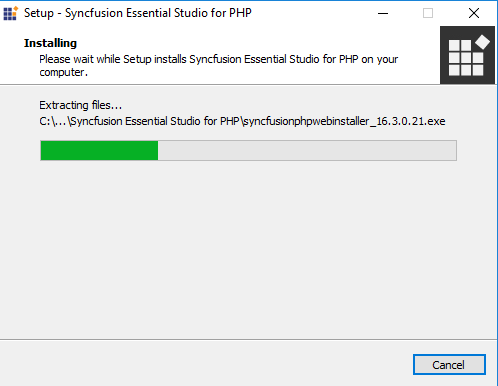 Setup - Syncfusion Essential Studio for PHP
Installing
Please wait while Setup installs Syncfusion Essential Studio for PHP on your
computer.
Extracting files...
C:\...\Syncfusion Essential Studio for PHP\syncfusionphpwebinstaller_16.3.0.21.exe
Cancel